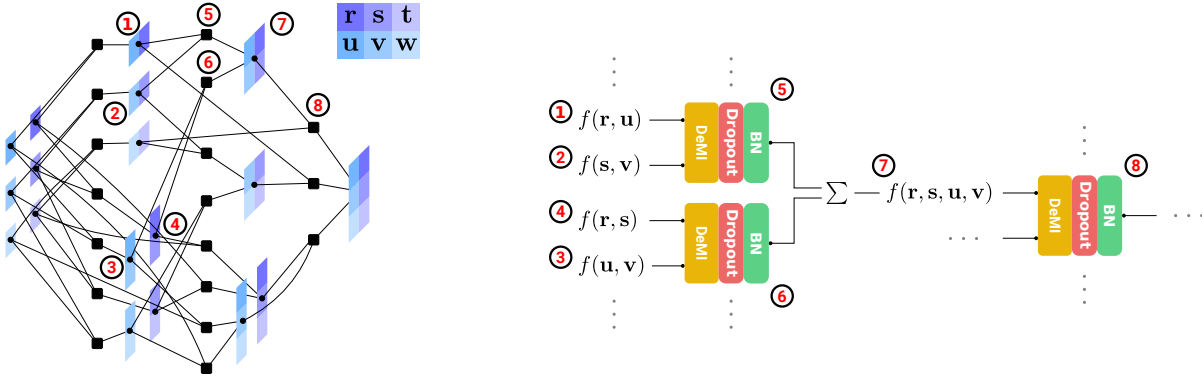 1
5
7
r s t
u v w
6
2
8
4
3
5
1 f(r, u)
DeMI
Dropout
BN
2 f(s, v)
7
f(r, s, u, v)
8
∑
DeMI
Dropout
BN
4 f(r, s)
DeMI
Dropout
BN
3 f(u, v)
6